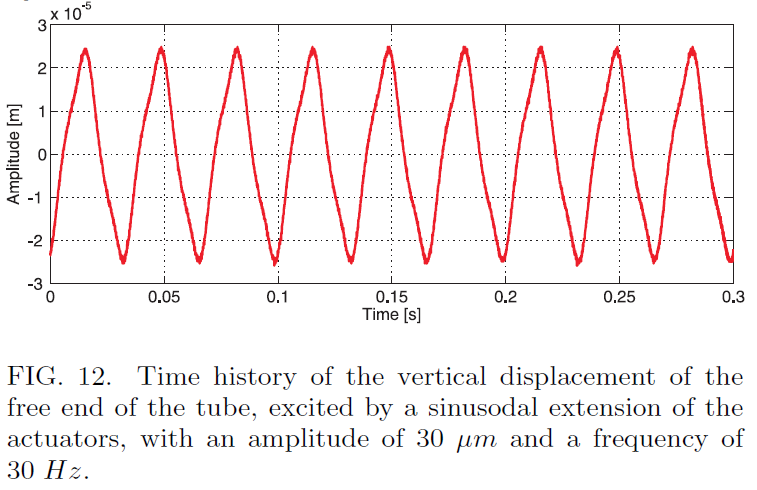 x 10-5
3
2
1
0
-1
-2
-3
Amplitude [m]
0 0.05 0.1 0.15 0.2 0.25 0.3
Time [s]
FIG. 12. Time history of the vertical displacement of the
free end of the tube, excited by a sinusodal extension of the
actuators, with an amplitude of 30 μm and a frequency of
30 Hz.